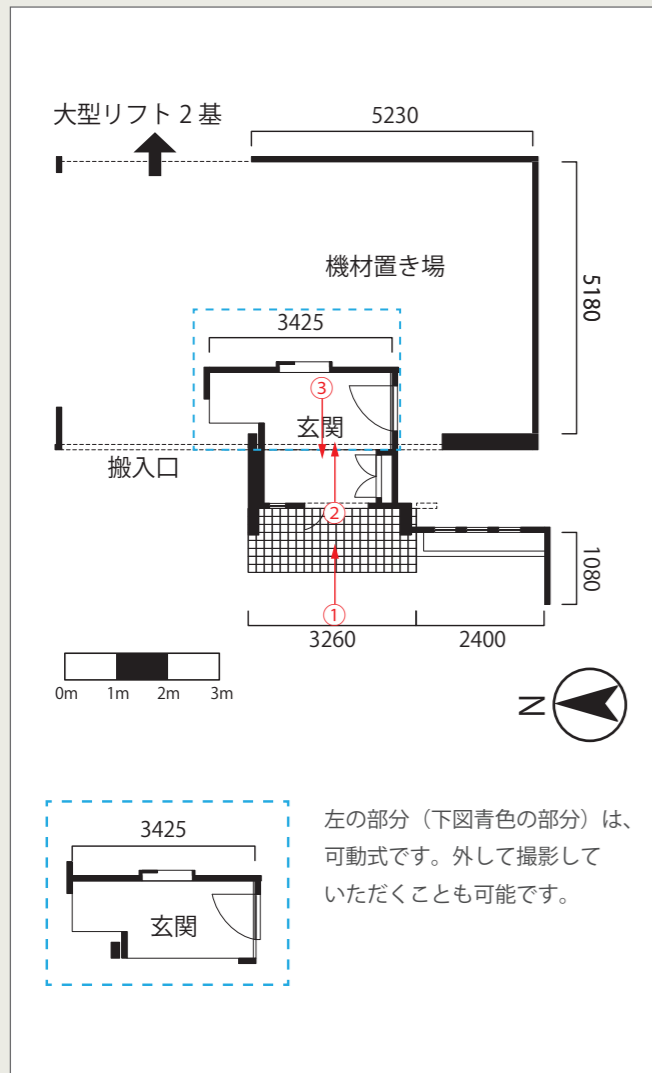 大型リフト 2 基
5230
機材置き場
5180
3425
③
玄関
搬入口
②
1080
①
3260
2400
0m
1m
2m
3m
N
3425
玄関
左の部分（下図青色の部分）は、
可動式です。外して撮影して
いただくことも可能です。